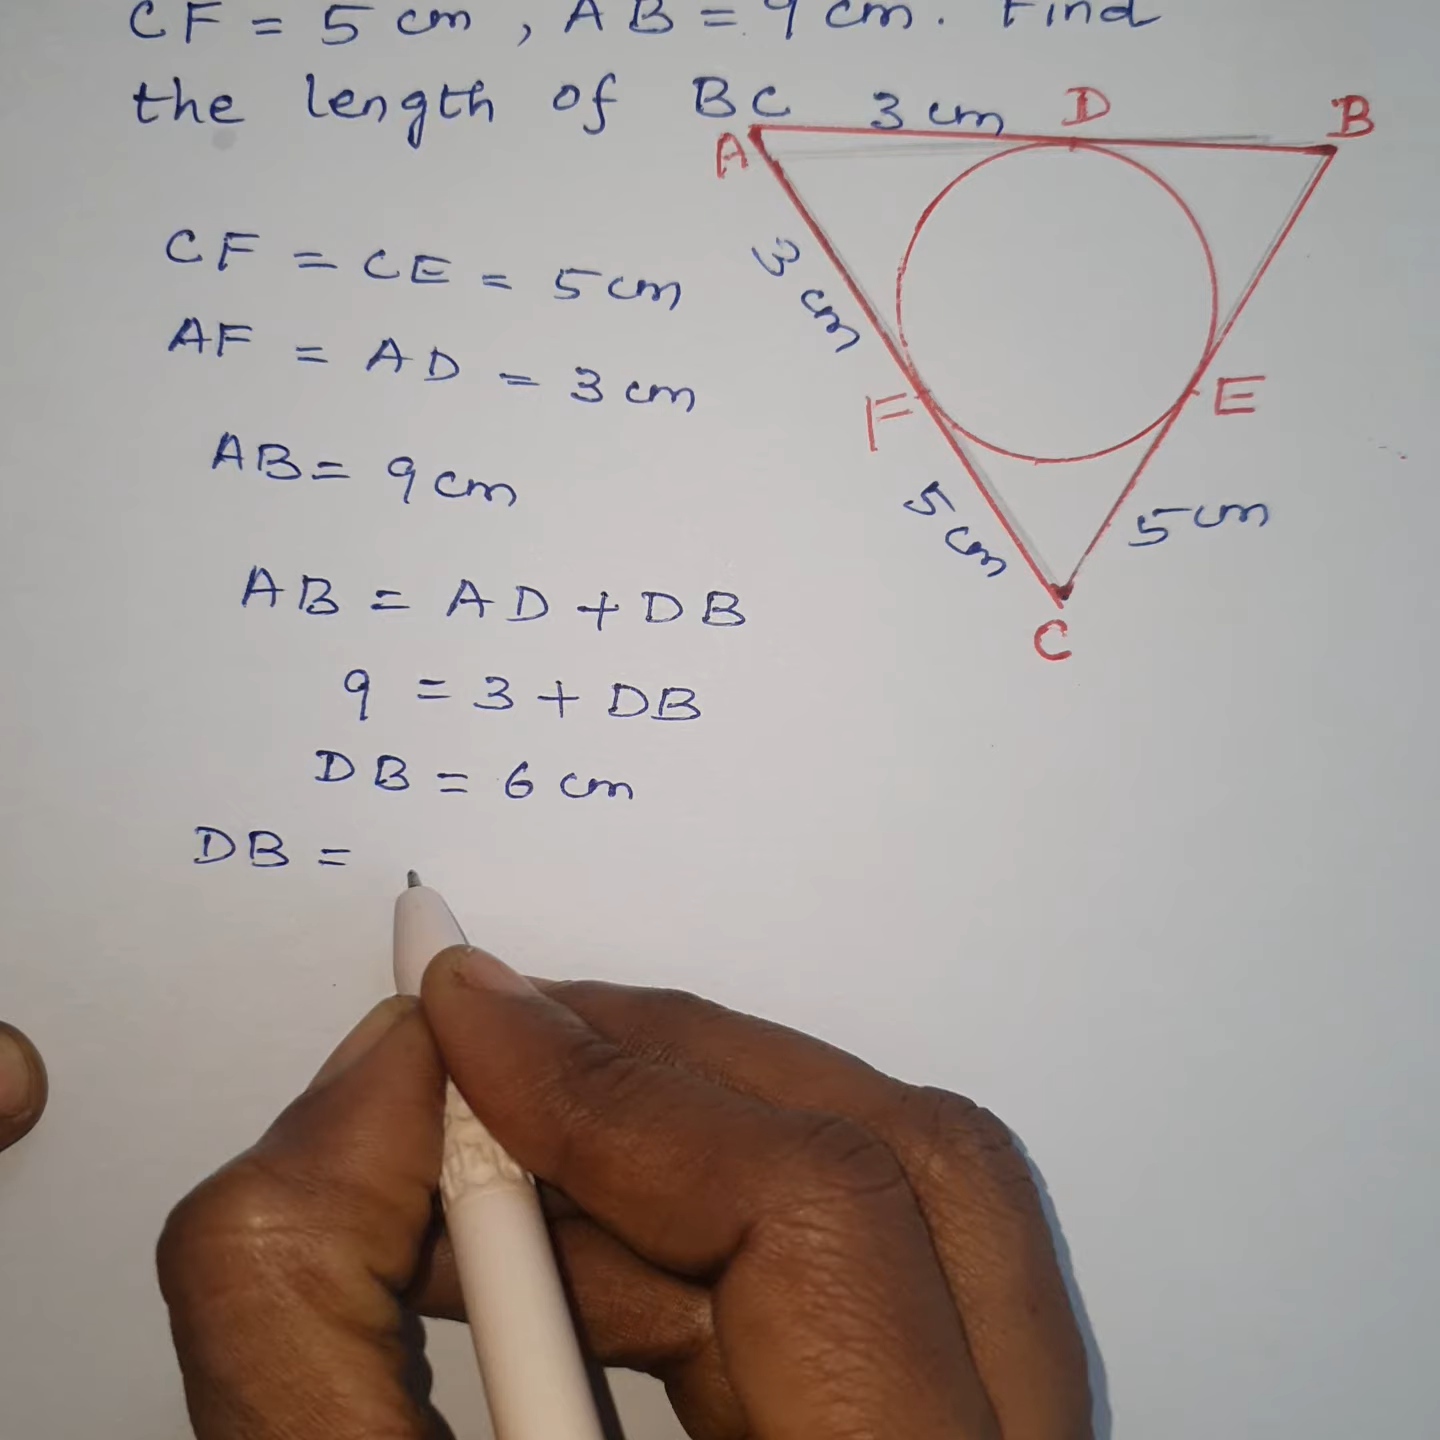 CF = 5 cm, AB = 9 cm. Find
the length of BC
3 cm
D
B
A
3 cm
F
E
5 cm
5 cm
C
CF = CE = 5 cm
AF = AD = 3 cm
AB = 9 cm
AB = AD + DB
9 = 3 + DB
DB = 6 cm
DB =